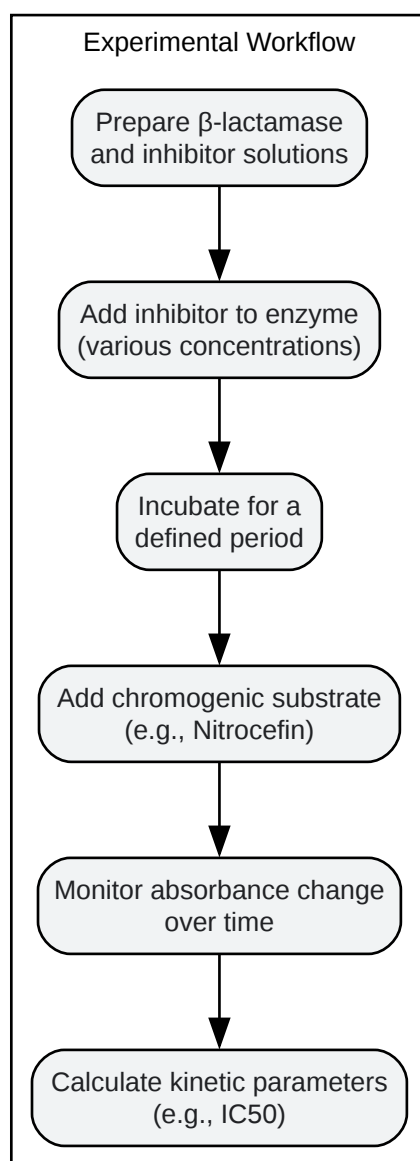 Experimental Workflow
Prepare β-lactamase
and inhibitor solutions
Add inhibitor to enzyme
(various concentrations)
Incubate for a
defined period
Add chromogenic substrate
(e.g., Nitrocefin)
Monitor absorbance change
over time
Calculate kinetic parameters
(e.g., IC50)